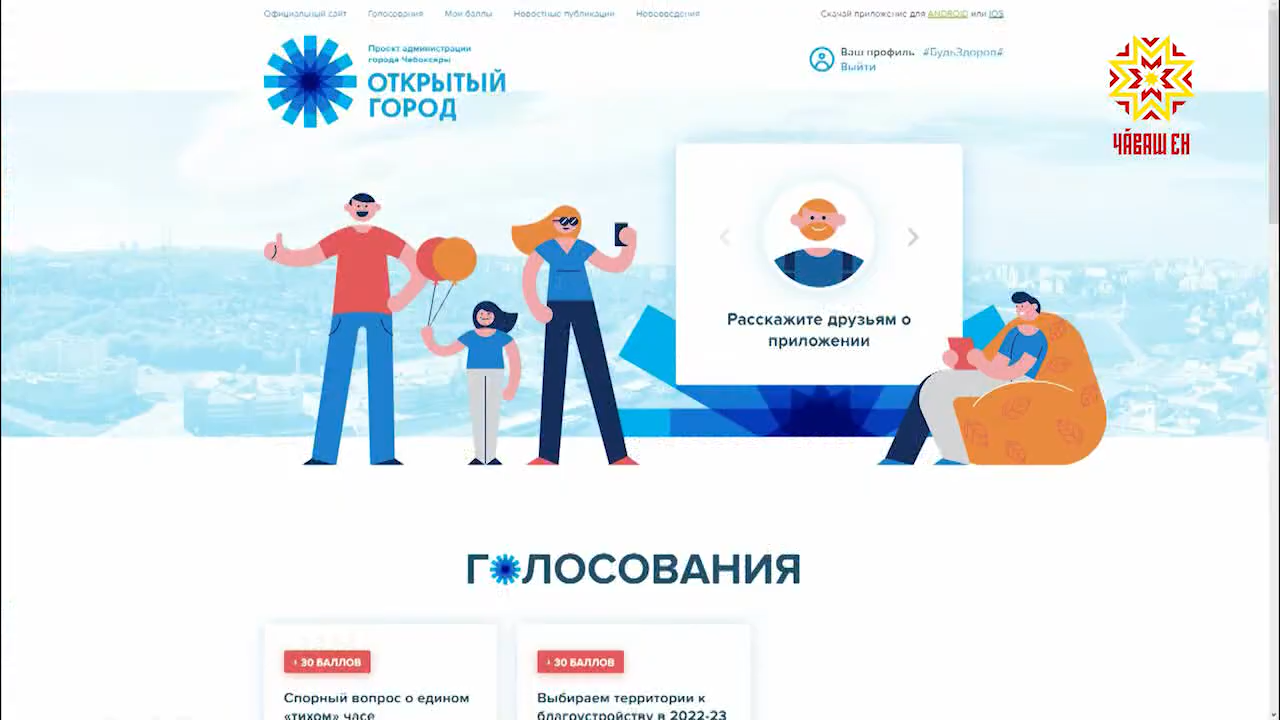 Официальный сайт
Голосования
Мои баллы
Новостные публикации
Нововведения
Скачай приложение для ANDROID или IOS
Проект администрации
города Чебоксары
ОТКРЫТЫЙ
ГОРОД
Ваш профиль #БудьЗдоров#
Выйти
ЧӐВАШ ЕН
Расскажите друзьям о
приложении
ГОЛОСОВАНИЯ
+ 30 БАЛЛОВ
Спорный вопрос о едином
«тихом» часе
+ 30 БАЛЛОВ
Выбираем территории к
благоустройству в 2022-23